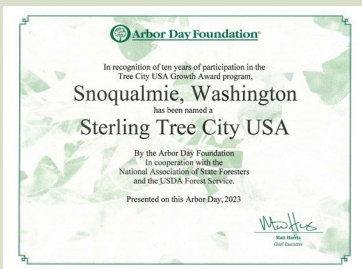 Arbor Day Foundation®
In recognition of ten years of participation in the
Tree City USA Growth Award program,
Snoqualmie, Washington
has been named a
Sterling Tree City USA
By the Arbor Day Foundation
In cooperation with the
National Association of State Foresters
and the USDA Forest Service.
Presented on this Arbor Day, 2023
Matt Harris
Chief Executive